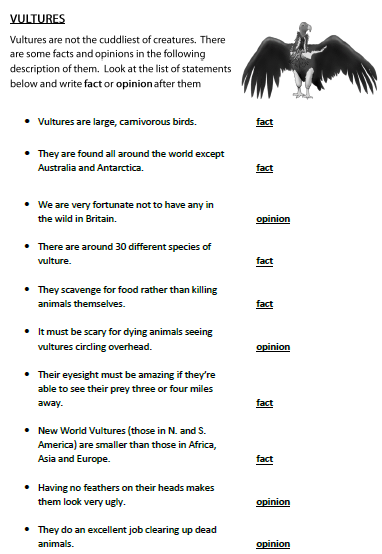 VULTURES
Vultures are not the cuddliest of creatures. There
are some facts and opinions in the following
description of them. Look at the list of statements
below and write fact or opinion after them
• Vultures are large, carnivorous birds. fact
• They are found all around the world except
Australia and Antarctica. fact
• We are very fortunate not to have any in
the wild in Britain. opinion
• There are around 30 different species of
vulture. fact
• They scavenge for food rather than killing
animals themselves. fact
• It must be scary for dying animals seeing
vultures circling overhead. opinion
• Their eyesight must be amazing if they're
able to see their prey three or four miles
away. fact
• New World Vultures (those in N. and S.
America) are smaller than those in Africa,
Asia and Europe. fact
• Having no feathers on their heads makes
them look very ugly. opinion
• They do an excellent job clearing up dead
animals. opinion